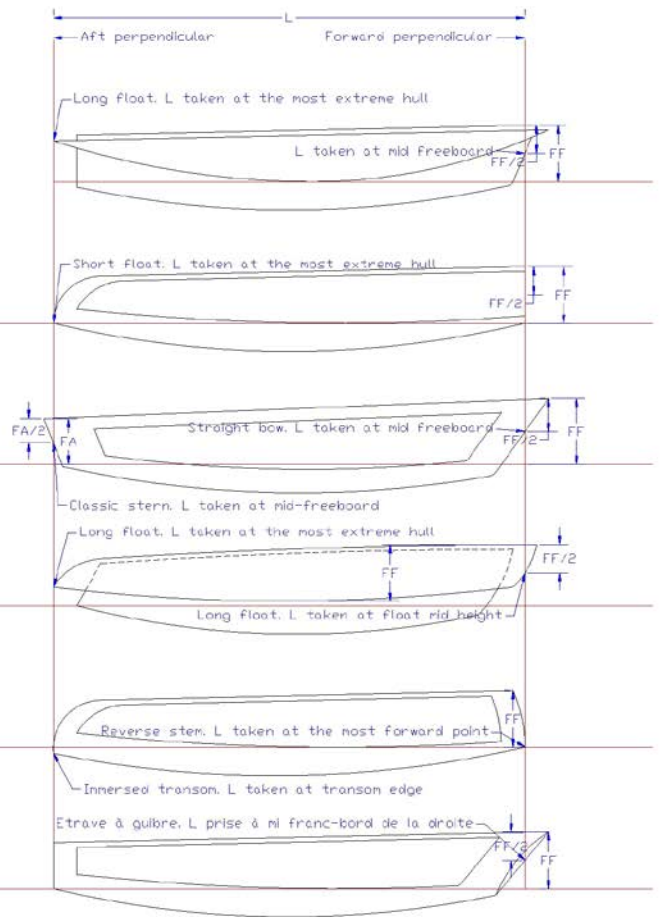 L
Aft perpendicular Forward perpendicular
Long float. L taken at the most extreme hull
L taken at mid freeboard
FF/2
FF
Short float. L taken at the most extreme hull
FF/2
FF
FA/2
FA
Straight bow. L taken at mid freeboard
FF/2
FF
Classic stern. L taken at mid-freeboard
Long float. L taken at the most extreme hull
FF
FF/2
Long float. L taken at float mid height
Reverse stem. L taken at the most forward point
FF
Immersed transom. L taken at transom edge
Etrave à guibre. L prise à mi franc-bord de la droite
FF/2
FF